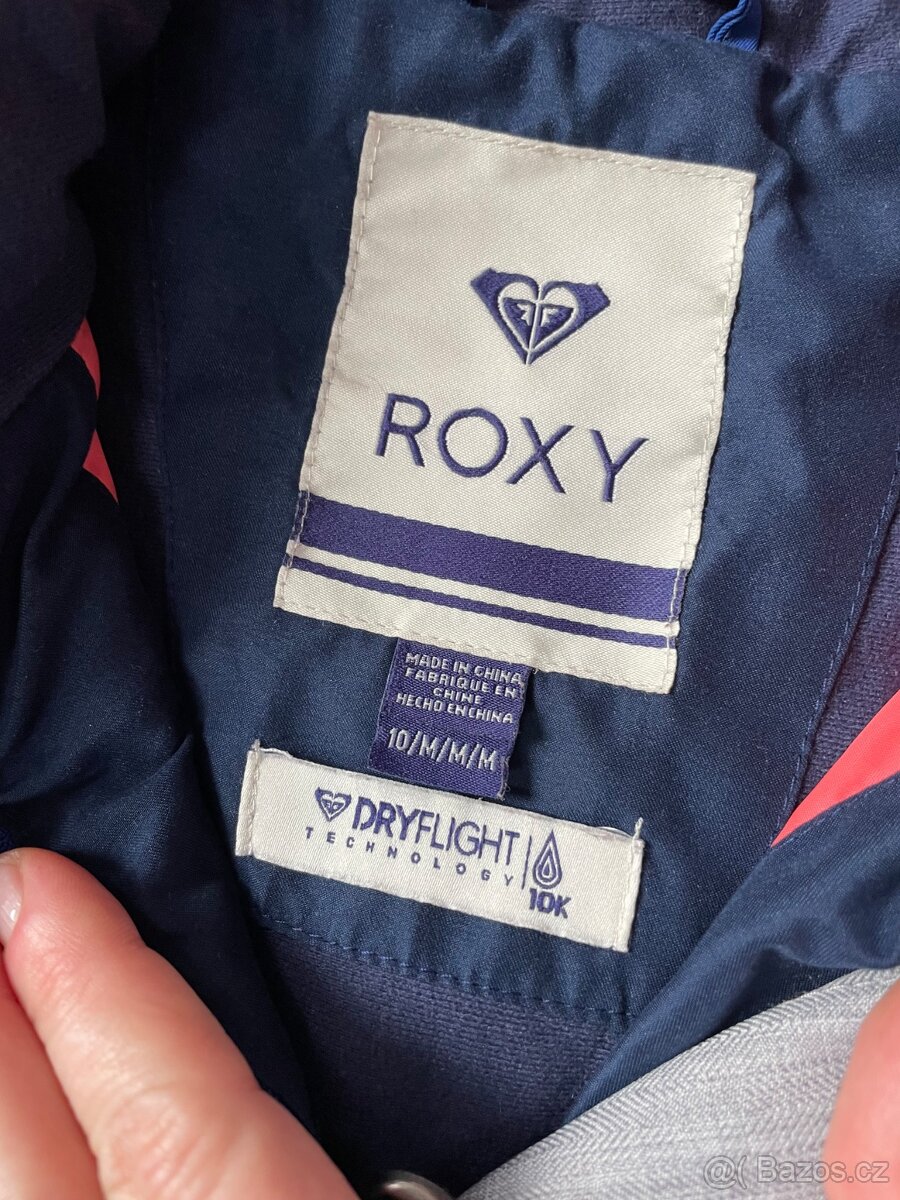 ROXY
MADE IN CHINA
FABRIQUE EN
CHINE
HECHO EN CHINA
10/M/M/M
DRYFLIGHT
TECHNOLOGY
10K
@( Bazos.cz